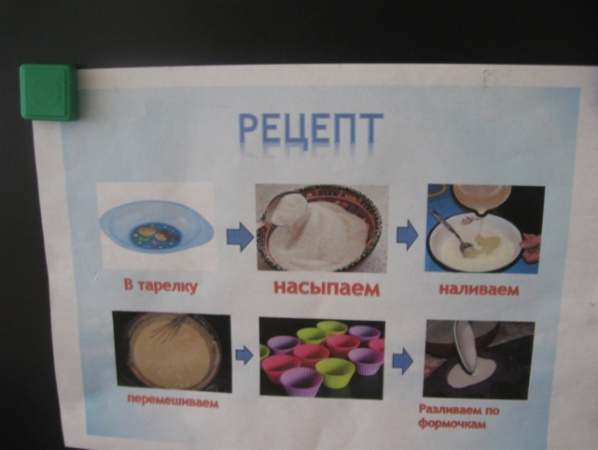 РЕЦЕПТ
В тарелку
насыпаем
наливаем
перемешиваем
Разливаем по
формочкам